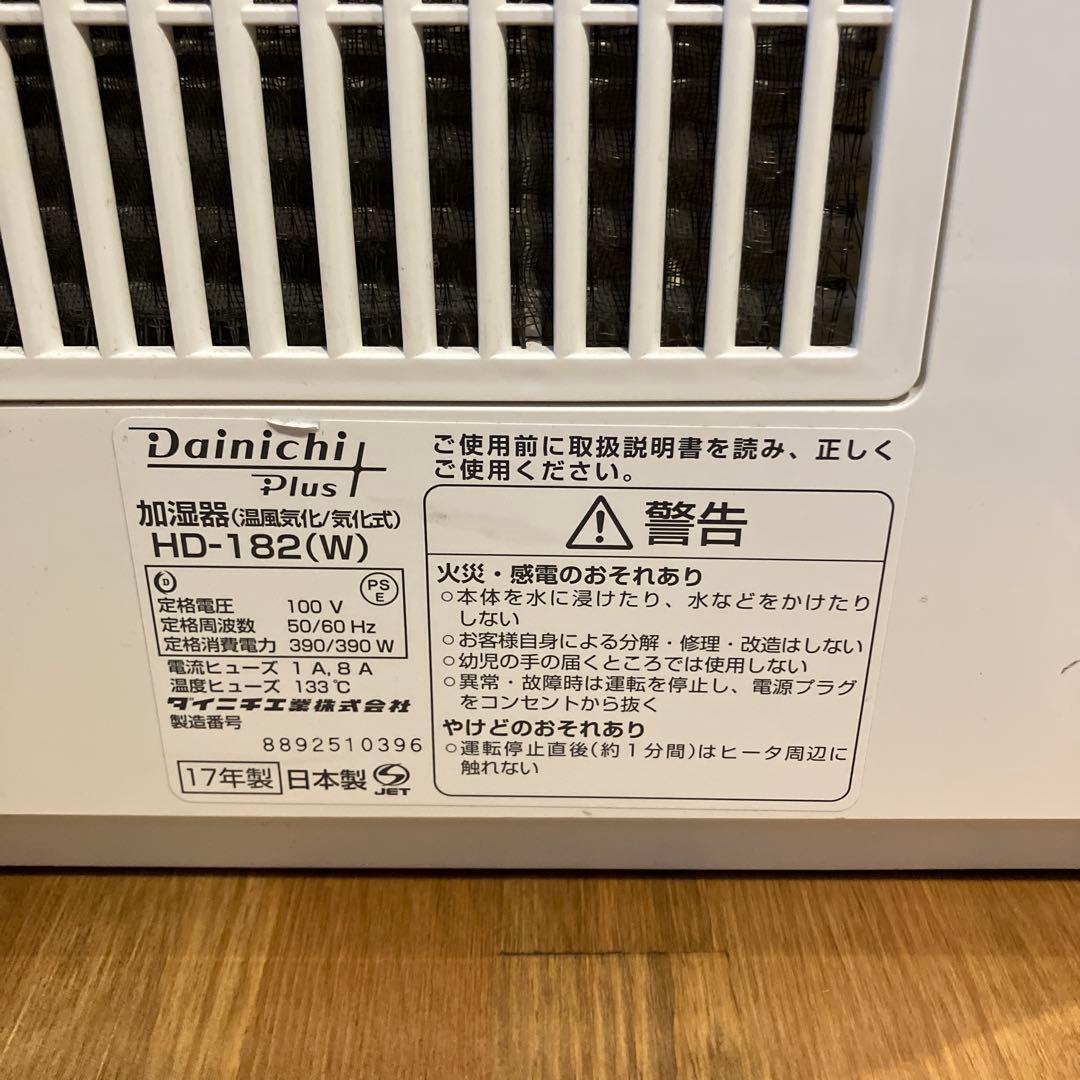 Dainichi
Plus
加湿器(温風気化/気化式)
HD-182(W)
D
PS
E
定格電圧 100 V
定格周波数 50/60 Hz
定格消費電力 390/390 W
電流ヒューズ 1 A, 8 A
温度ヒューズ 133℃
ダイニチ工業株式会社
製造番号
8892510396
17年製 日本製
JET
ご使用前に取扱説明書を読み、正しく
ご使用ください。
警告
火災・感電のおそれあり
○本体を水に浸けたり、水などをかけたり
しない
○お客様自身による分解・修理・改造はしない
○幼児の手の届くところでは使用しない
○異常・故障時は運転を停止し、電源プラグ
をコンセントから抜く
やけどのおそれあり
○運転停止直後(約1分間)はヒータ周辺に
触れない